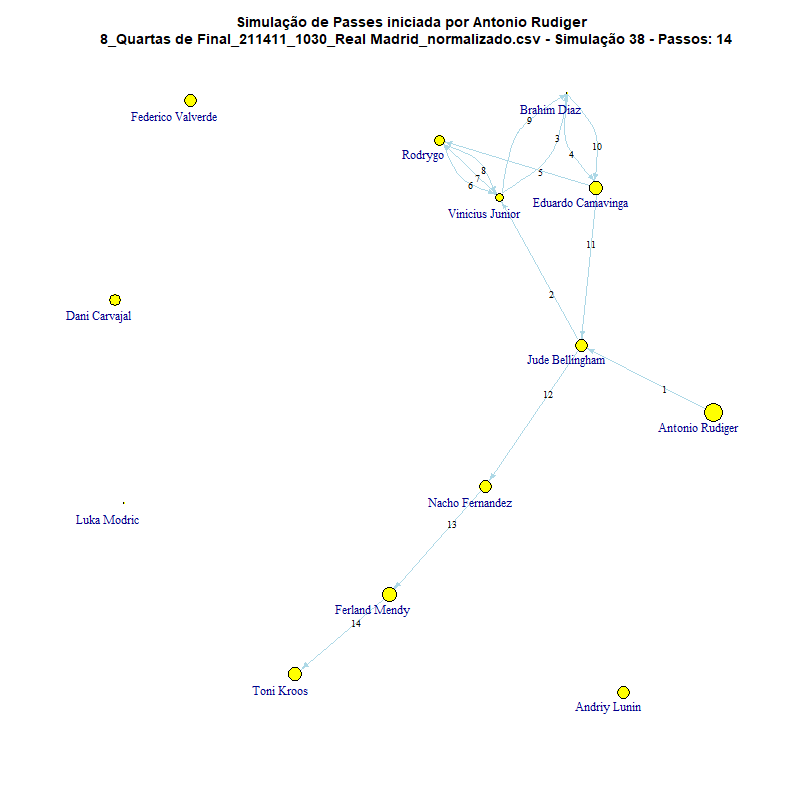 Simulação de Passes iniciada por Antonio Rudiger
8_Quartas de Final_211411_1030_Real Madrid_normalizado.csv - Simulação 38 - Passos: 14
Brahim Diaz
Federico Valverde
9
3
10
4
Rodrygo
8
5
7
6
Eduardo Camavinga
Vinicius Junior
11
2
Dani Carvajal
Jude Bellingham
1
12
Antonio Rudiger
Nacho Fernandez
Luka Modric
13
Ferland Mendy
14
Toni Kroos
Andriy Lunin